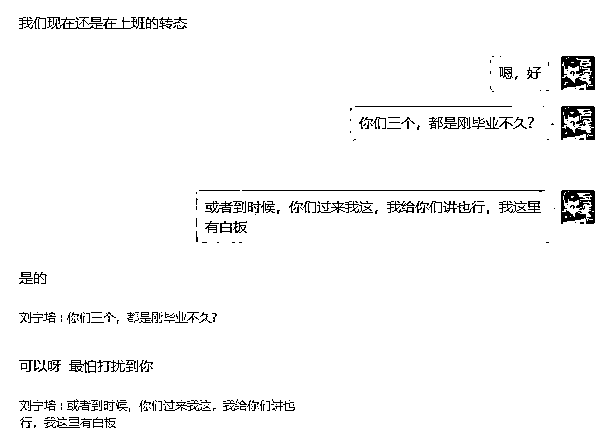 我们现在还是在上班的转态
嗯，好
你们三个，都是刚毕业不久？
或者到时候，你们过来我这，我给你们讲也行，我这里
有白板
是的
刘宁培：你们三个，都是刚毕业不久？
可以呀 最怕打扰到你
刘宁培：或者到时候，你们过来我这，我给你们讲也
行，我这里有白板